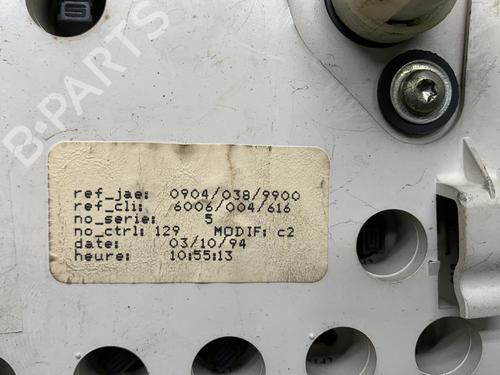 B-PARTS
ref_jae: 0904/038/9900
ref_cli: 6006/004/616
no_serie: 5
no_ctrl: 129 MODIF: c2
date: 03/10/94
heure: 10:55:13